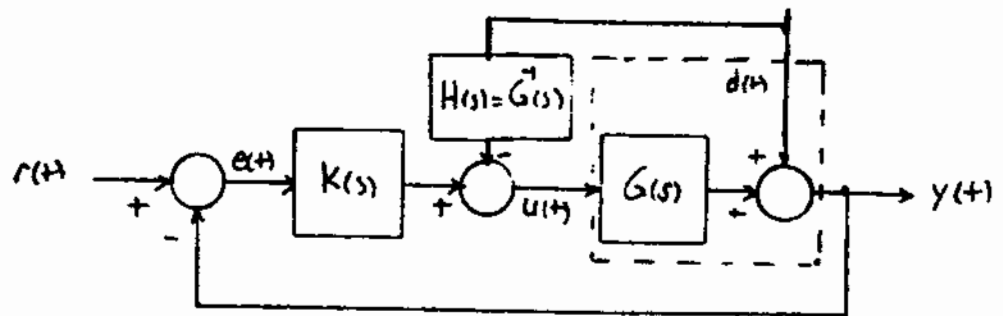 d(t)
H(s)=G⁻¹(s)
r(t)
+
-
e(t)
K(s)
+
-
u(t)
G(s)
+
+
y(t)